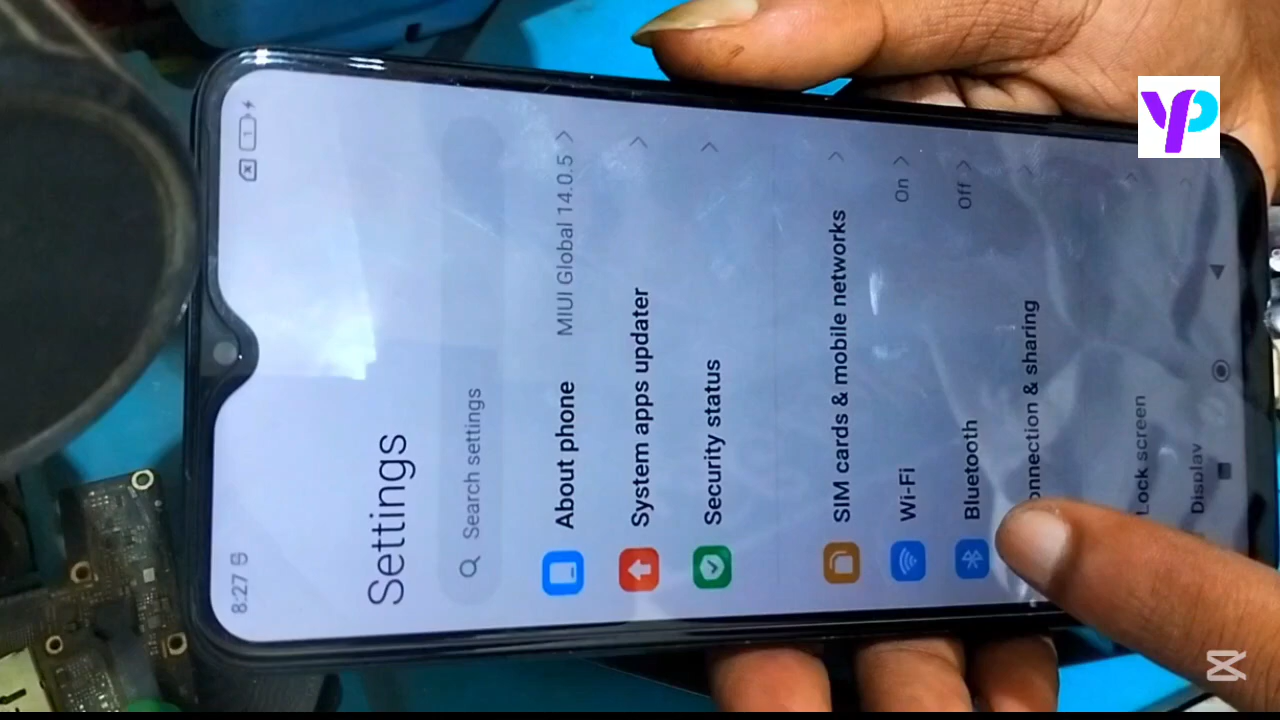 8:27
Settings
Search settings
About phone MIUI Global 14.0.5
System apps updater
Security status
SIM cards & mobile networks
Wi-Fi On
Bluetooth Off
onnection & sharing
Lock screen
Display